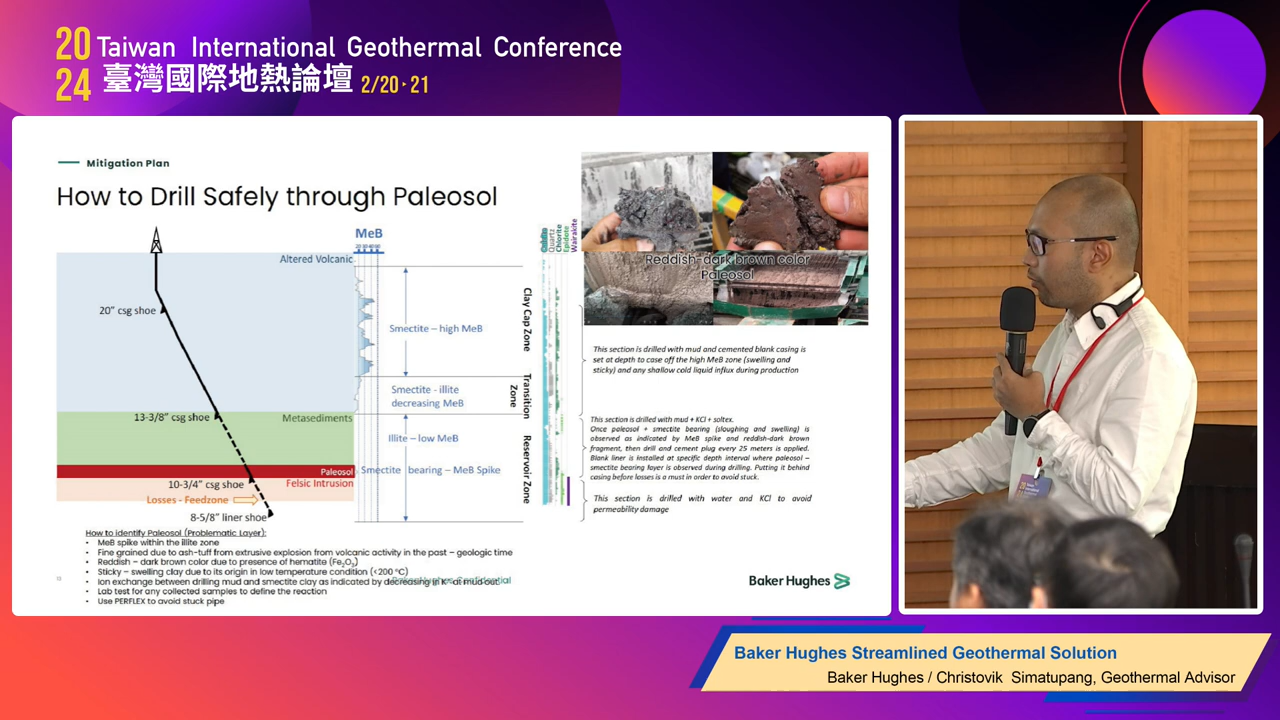 2024 Taiwan International Geothermal Conference
臺灣國際地熱論壇 2/20·21
Mitigation Plan
How to Drill Safely through Paleosol
MeB
Altered Volcanic
20" csg shoe
Smectite – high MeB
Smectite - illite
decreasing MeB
13-3/8" csg shoe
Metasediments
Illite – low MeB
Paleosol
Smectite bearing – MeB Spike
10-3/4" csg shoe
Felsic Intrusion
Losses - Feedzone
8-5/8" liner shoe
Clay Cap Zone
Transition
Zone
Reservoir Zone
Quartz
Chlorite
Epidote
Wairakite
Reddish-dark brown color
Paleosol
This section is drilled with mud and cemented blank casing is
set at depth to case off the high MeB zone (swelling and
sticky) and any shallow cold liquid influx during production
This section is drilled with mud + KCl + soltex.
Once paleosol + smectite bearing (sloughing and swelling) is
observed as indicated by MeB spike and reddish-dark brown
fragment, then drill and cement plug every 25 meters is applied.
Blank liner is installed at specific depth interval where paleosol –
smectite bearing layer is observed during drilling. Putting it behind
casing before losses is a must in order to avoid stuck.
This section is drilled with water and KCl to avoid
permeability damage
How to identify Paleosol (Problematic Layer):
• MeB spike within the illite zone
• Fine grained due to ash-tuff from extrusive explosion from volcanic activity in the past – geologic time
• Reddish – dark brown color due to presence of hematite (Fe₂O₃)
• Sticky – swelling clay due to its origin in low temperature condition (<200 ºC)
• Ion exchange between drilling mud and smectite clay as indicated by decreasing in K⁺ at mud out.
• Lab test for any collected samples to define the reaction
• Use PERFLEX to avoid stuck pipe
13
Confidential
Baker Hughes
Baker Hughes Streamlined Geothermal Solution
Baker Hughes / Christovik Simatupang, Geothermal Advisor